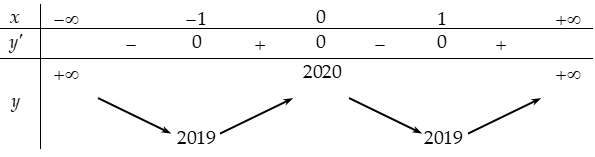 x −∞ −1 0 1 +∞
y′ − 0 + 0 − 0 +
+∞ 2020 +∞
y
2019 2019